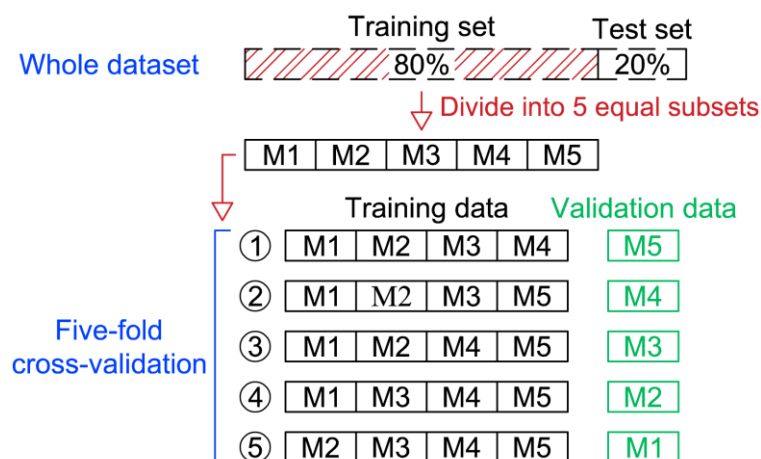 Training set Test set
Whole dataset 80% 20%
Divide into 5 equal subsets
M1 M2 M3 M4 M5
Training data Validation data
① M1 M2 M3 M4 M5
② M1 M2 M3 M5 M4
Five-fold
cross-validation
③ M1 M2 M4 M5 M3
④ M1 M3 M4 M5 M2
⑤ M2 M3 M4 M5 M1